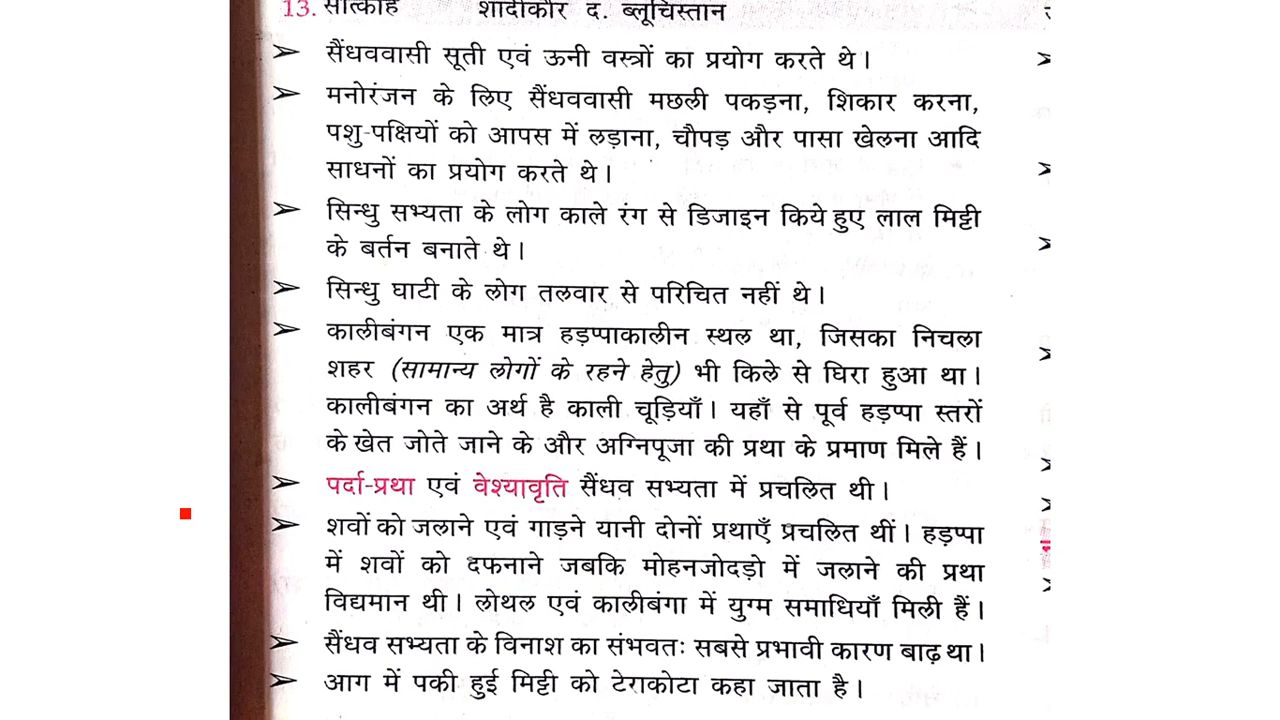 13. सोत्काह शादीकौर द. ब्लूचिस्तान
➢ सैंधववासी सूती एवं ऊनी वस्त्रों का प्रयोग करते थे।
➢ मनोरंजन के लिए सैंधववासी मछली पकड़ना, शिकार करना,
पशु-पक्षियों को आपस में लड़ाना, चौपड़ और पासा खेलना आदि
साधनों का प्रयोग करते थे।
➢ सिन्धु सभ्यता के लोग काले रंग से डिजाइन किये हुए लाल मिट्टी
के बर्तन बनाते थे।
➢ सिन्धु घाटी के लोग तलवार से परिचित नहीं थे।
➢ कालीबंगन एक मात्र हड़प्पाकालीन स्थल था, जिसका निचला
शहर (सामान्य लोगों के रहने हेतु) भी किले से घिरा हुआ था।
कालीबंगन का अर्थ है काली चूड़ियाँ। यहाँ से पूर्व हड़प्पा स्तरों
के खेत जोते जाने के और अग्निपूजा की प्रथा के प्रमाण मिले हैं।
➢ पर्दा-प्रथा एवं वेश्यावृति सैंधव सभ्यता में प्रचलित थी।
➢ शवों को जलाने एवं गाड़ने यानी दोनों प्रथाएँ प्रचलित थीं। हड़प्पा
में शवों को दफनाने जबकि मोहनजोदड़ो में जलाने की प्रथा
विद्यमान थी। लोथल एवं कालीबंगा में युग्म समाधियाँ मिली हैं।
➢ सैंधव सभ्यता के विनाश का संभवतः सबसे प्रभावी कारण बाढ़ था।
➢ आग में पकी हुई मिट्टी को टेराकोटा कहा जाता है।